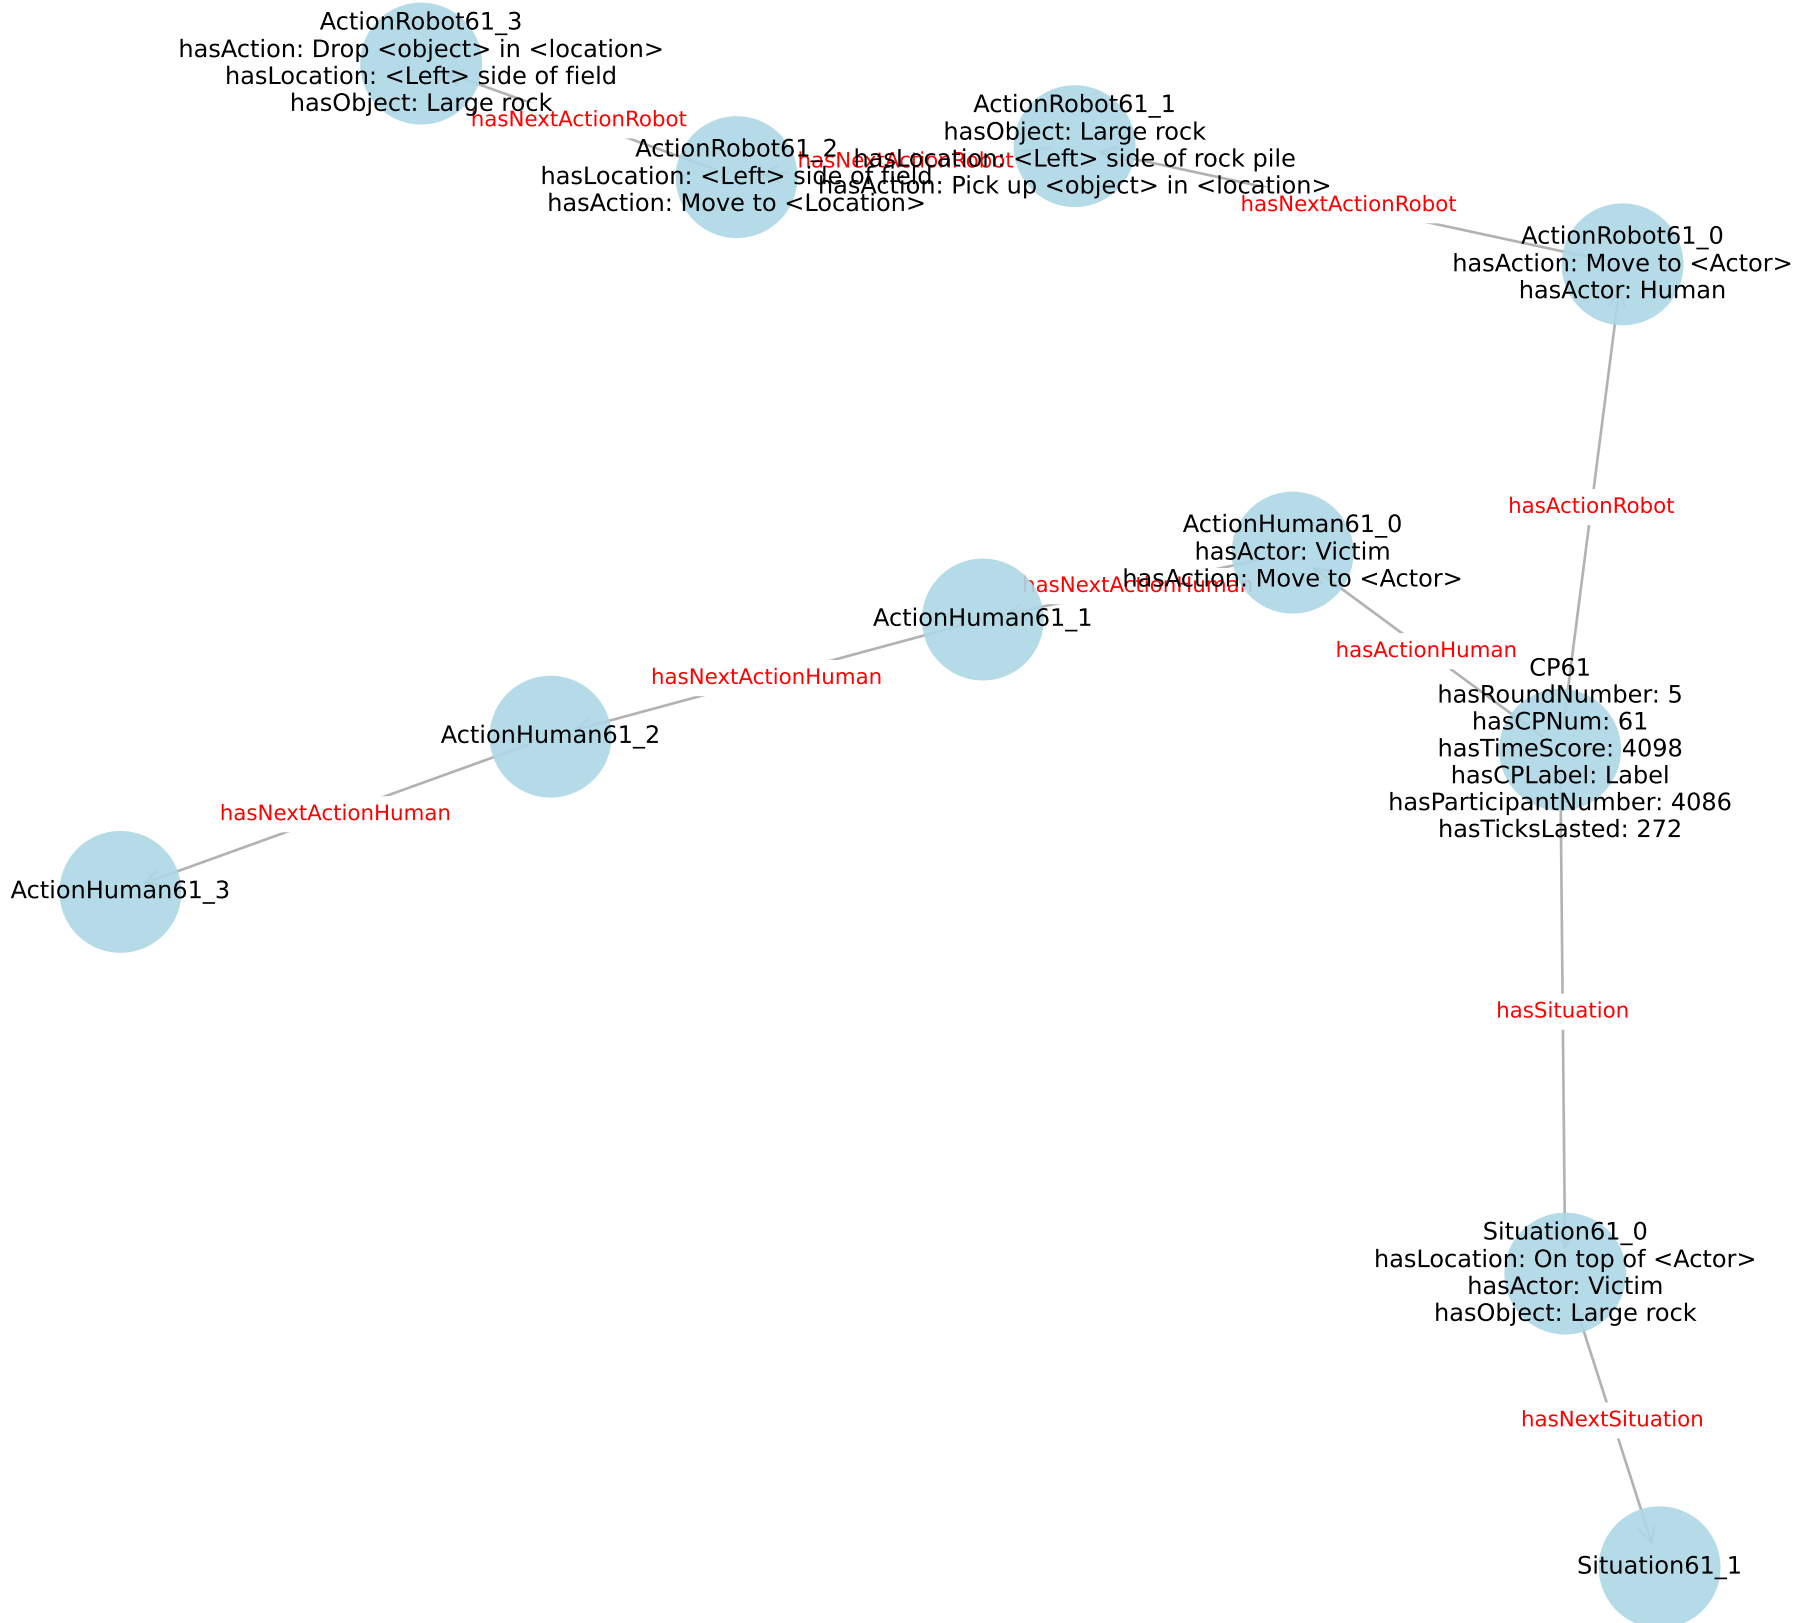 ActionRobot61_3
hasAction: Drop <object> in <location>
hasLocation: <Left> side of field
hasObject: Large rock
hasNextActionRobot
ActionRobot61_2
hasLocation: <Left> side of field
hasAction: Move to <Location>
hasNextActionRobot
ActionRobot61_1
hasObject: Large rock
hasLocation: <Left> side of rock pile
hasAction: Pick up <object> in <location>
hasNextActionRobot
ActionRobot61_0
hasAction: Move to <Actor>
hasActor: Human
hasActionRobot
ActionHuman61_0
hasActor: Victim
hasAction: Move to <Actor>
hasNextActionHuman
ActionHuman61_1
hasActionHuman
hasNextActionHuman
ActionHuman61_2
CP61
hasRoundNumber: 5
hasCPNum: 61
hasTimeScore: 4098
hasCPLabel: Label
hasParticipantNumber: 4086
hasTicksLasted: 272
hasNextActionHuman
ActionHuman61_3
hasSituation
Situation61_0
hasLocation: On top of <Actor>
hasActor: Victim
hasObject: Large rock
hasNextSituation
Situation61_1